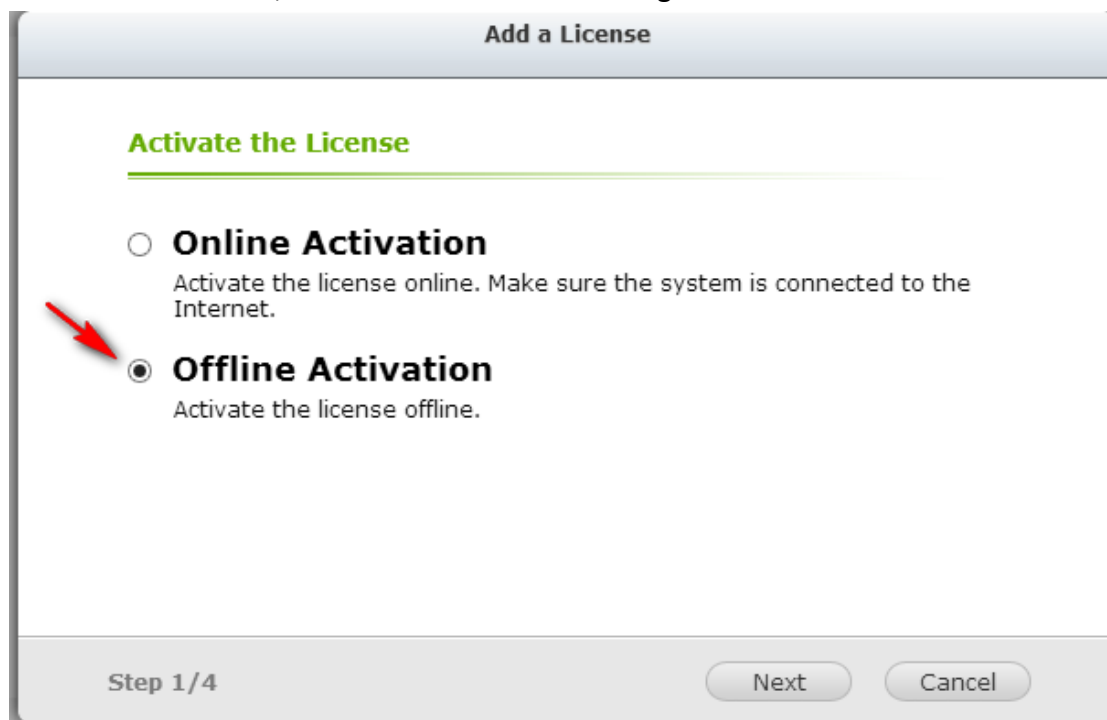 Add a License
Activate the License
Online Activation
Activate the license online. Make sure the system is connected to the
Internet.
Offline Activation
Activate the license offline.
Step 1/4
Next
Cancel